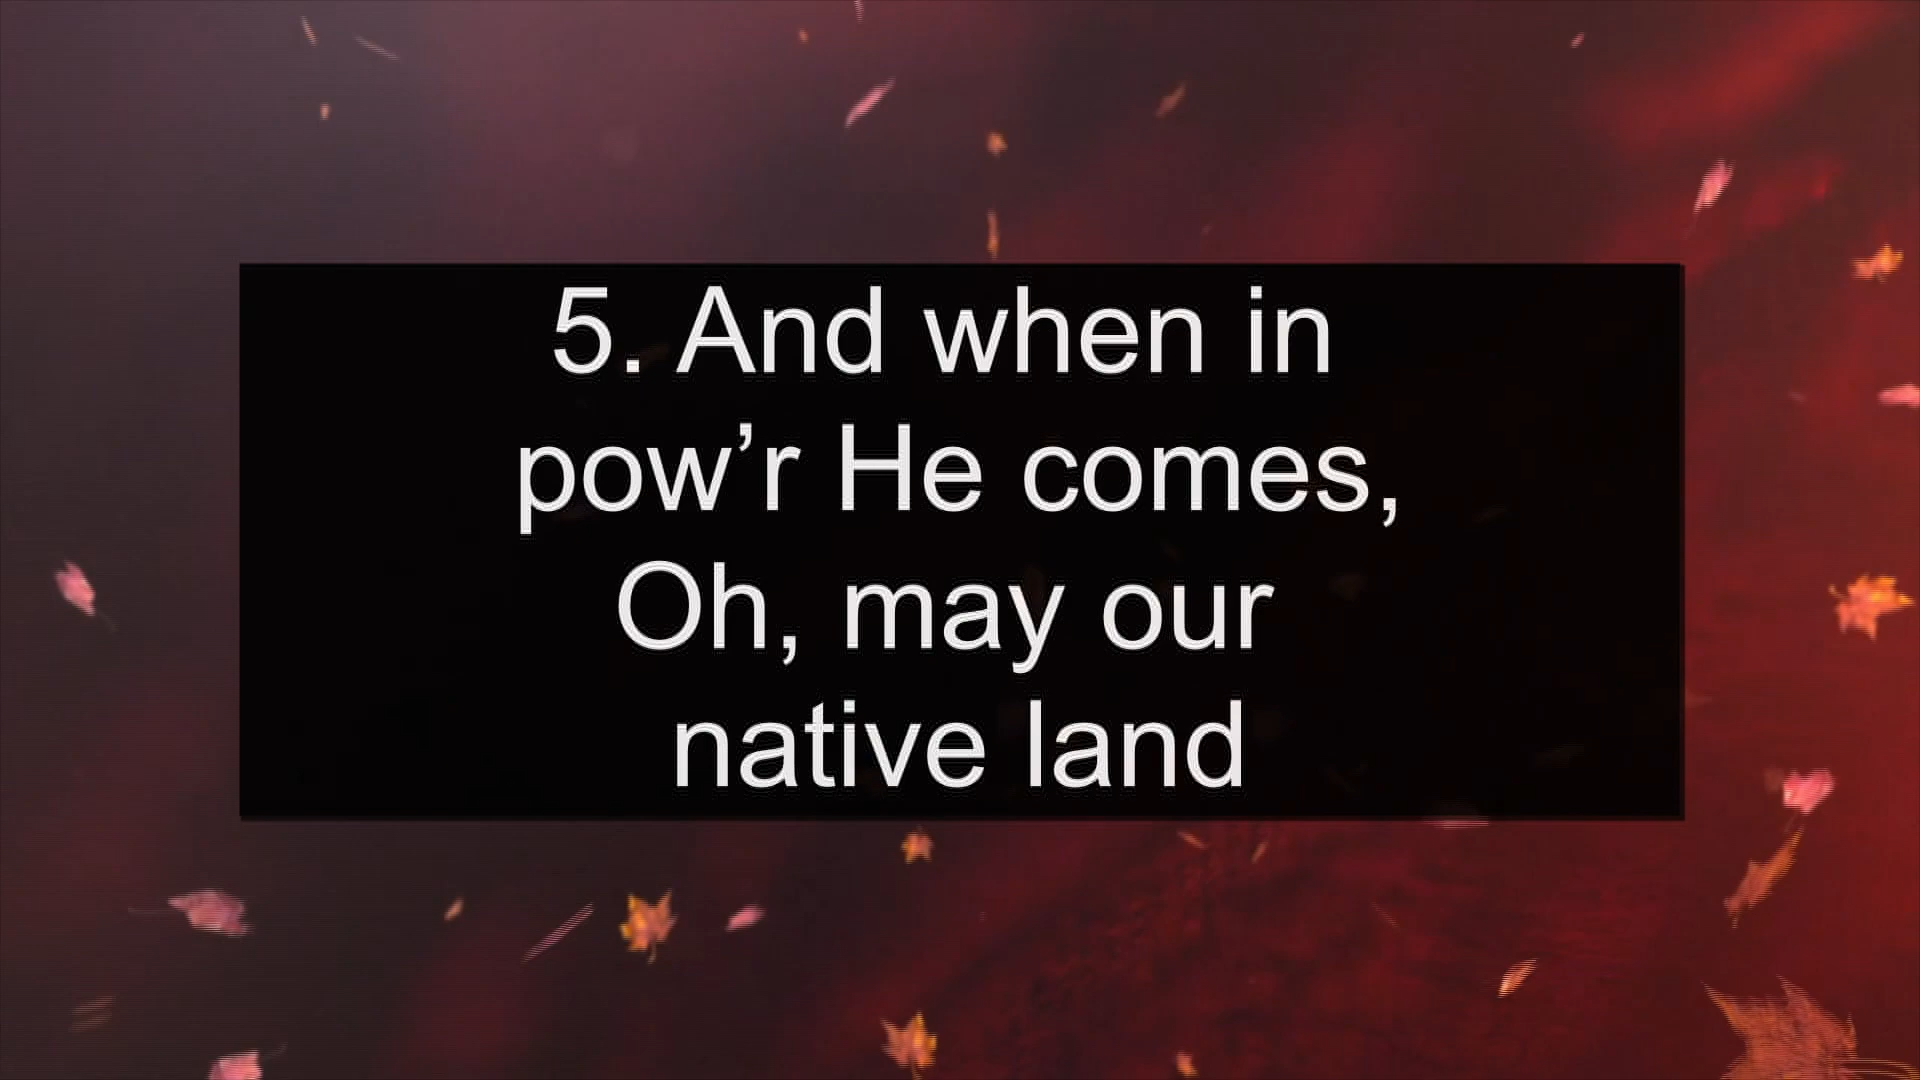 5. And when in
pow’r He comes,
Oh, may our
native land